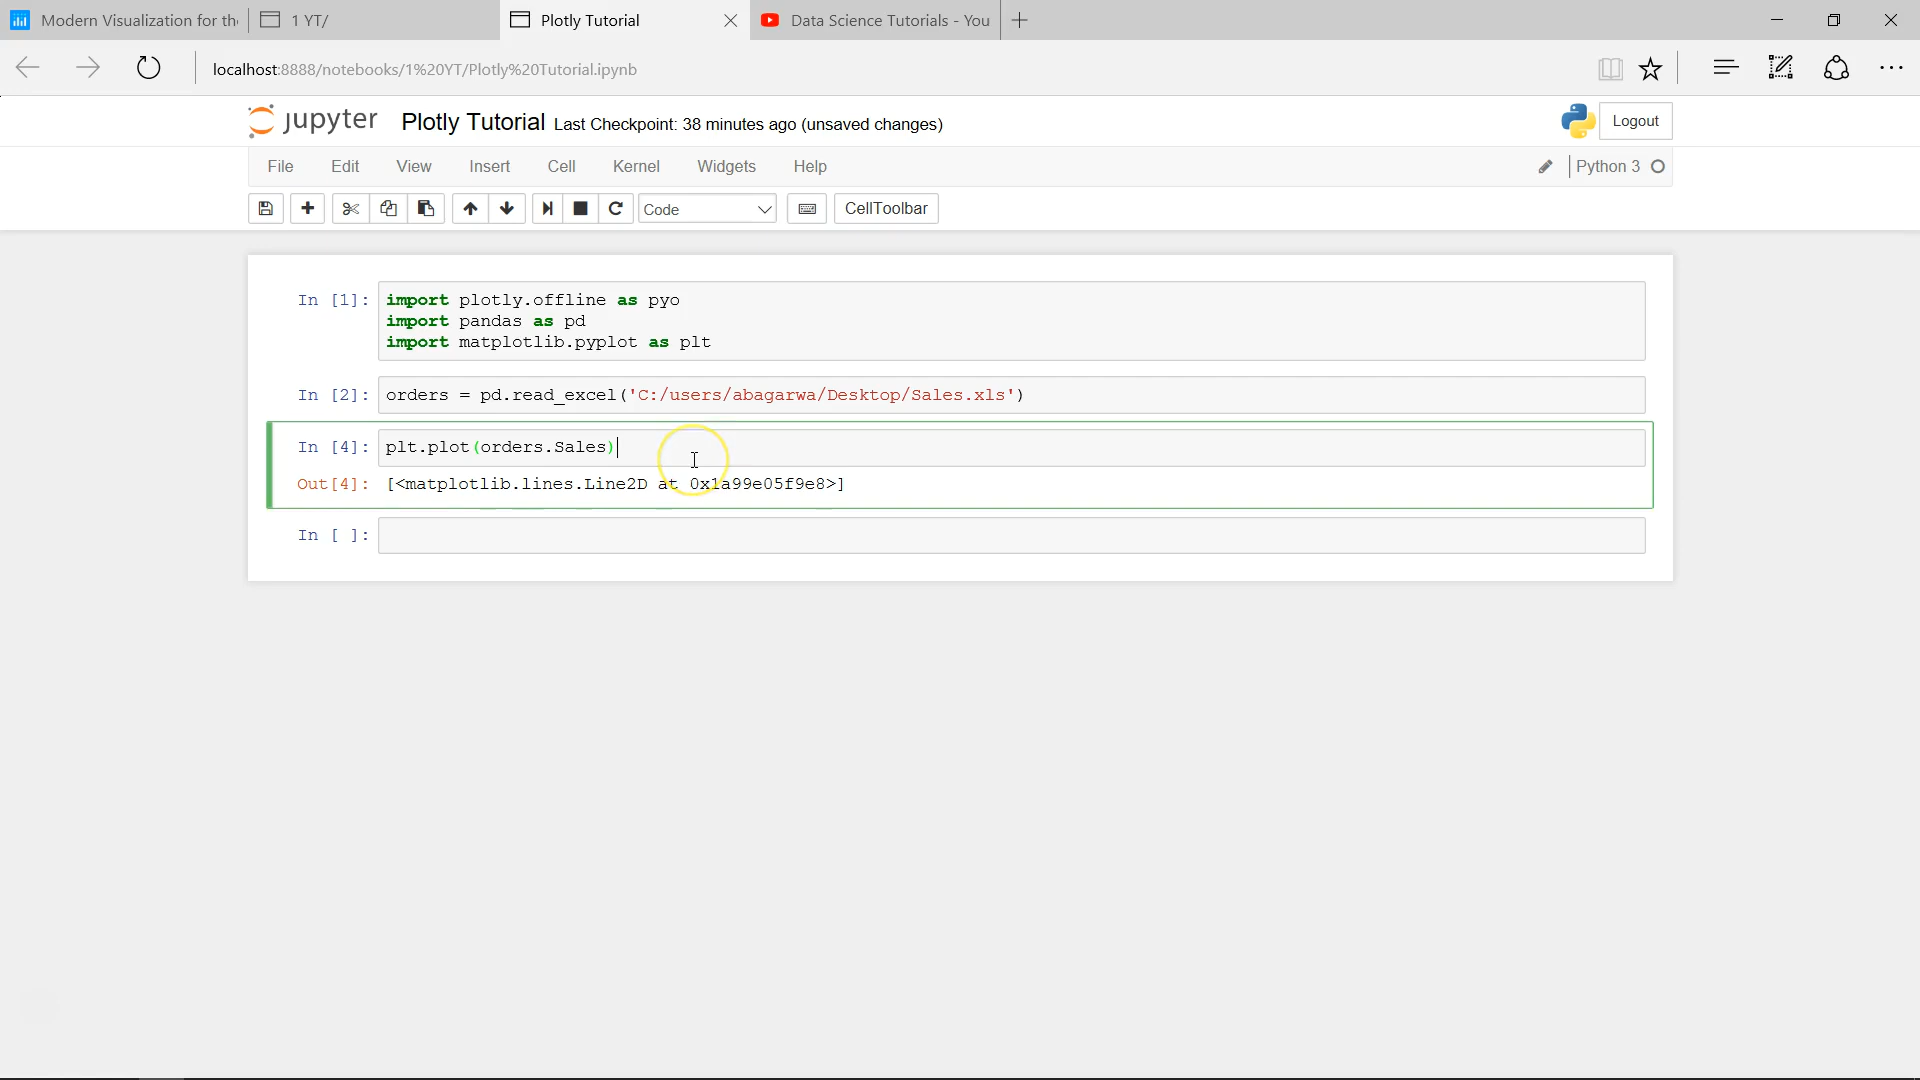 Modern Visualization for the
1 YT/
Plotly Tutorial
Data Science Tutorials - You
localhost:8888/notebooks/1%20YT/Plotly%20Tutorial.ipynb
jupyter Plotly Tutorial Last Checkpoint: 38 minutes ago (unsaved changes)
Logout
File Edit View Insert Cell Kernel Widgets Help
Python 3
Code
CellToolbar
In [1]: import plotly.offline as pyo
import pandas as pd
import matplotlib.pyplot as plt
In [2]: orders = pd.read_excel('C:/users/abagarwa/Desktop/Sales.xls')
In [4]: plt.plot(orders.Sales)
Out[4]: [<matplotlib.lines.Line2D at 0x1a99e05f9e8>]
In [ ]: